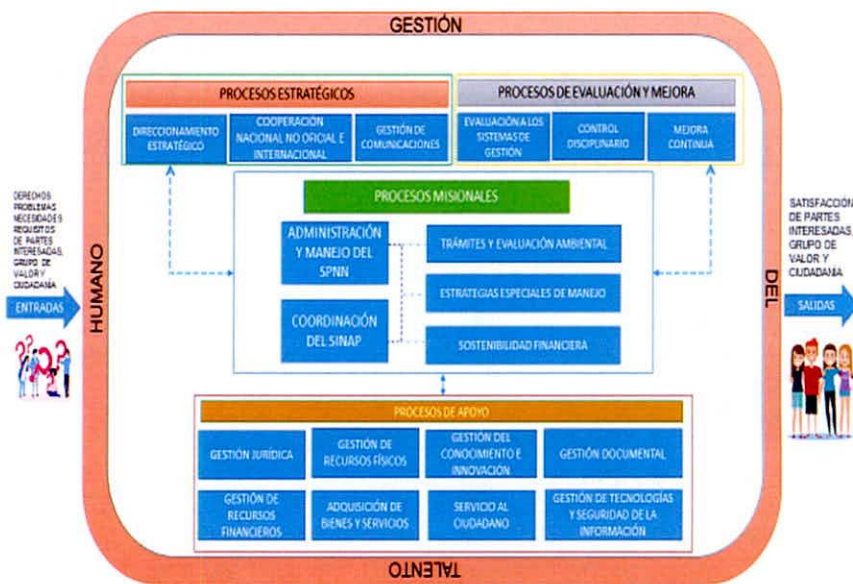 GESTIÓN
PROCESOS ESTRATÉGICOS
DIRECCIONAMIENTO
ESTRATÉGICO
COOPERACIÓN
NACIONAL NO OFICIAL E
INTERNACIONAL
GESTIÓN DE
COMUNICACIONES
PROCESOS DE EVALUACIÓN Y MEJORA
EVALUACIÓN A LOS
SISTEMAS DE
GESTIÓN
CONTROL
DISCIPLINARIO
MEJORA
CONTINUA
DERECHOS
PROBLEMAS
NECESIDADES
REQUISITOS
DE PARTES
INTERESADAS,
GRUPO DE
VALOR Y
CIUDADANÍA
ENTRADAS
HUMANO
PROCESOS MISIONALES
ADMINISTRACIÓN
Y MANEJO DEL
SPNN
COORDINACIÓN
DEL SINAP
TRÁMITES Y EVALUACIÓN AMBIENTAL
ESTRATEGIAS ESPECIALES DE MANEJO
SOSTENIBILIDAD FINANCIERA
DEL
SATISFACCIÓN
DE PARTES
INTERESADAS,
GRUPO DE
VALOR Y
CIUDADANÍA
SALIDAS
PROCESOS DE APOYO
GESTIÓN JURÍDICA
GESTIÓN DE
RECURSOS FÍSICOS
GESTIÓN DEL
CONOCIMIENTO E
INNOVACIÓN
GESTIÓN DOCUMENTAL
GESTIÓN DE
RECURSOS
FINANCIEROS
ADQUISICIÓN DE
BIENES Y SERVICIOS
SERVICIO AL
CIUDADANO
GESTIÓN DE TECNOLOGÍAS
Y SEGURIDAD DE LA
INFORMACIÓN
TALENTO